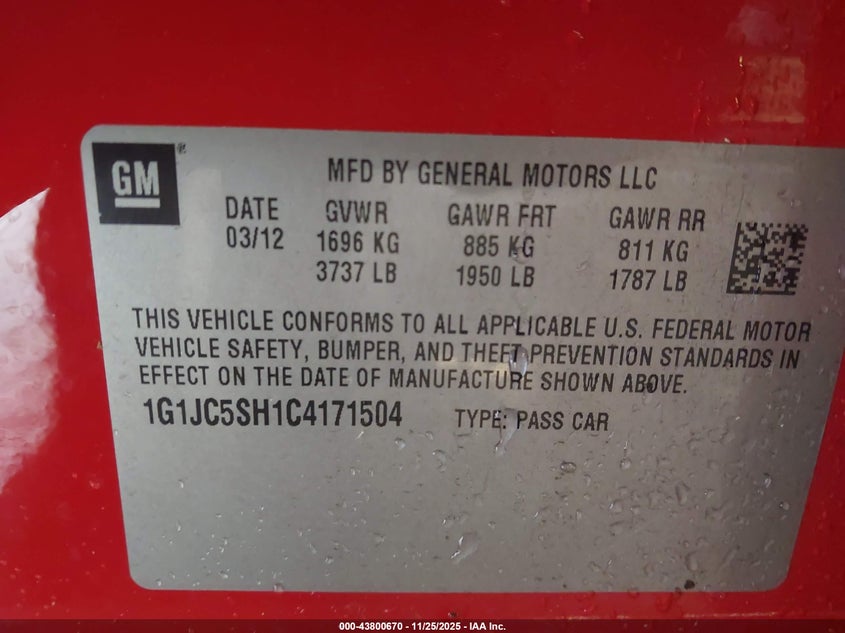 GM®
MFD BY GENERAL MOTORS LLC
DATE GVWR GAWR FRT GAWR RR
03/12 1696 KG 885 KG 811 KG
3737 LB 1950 LB 1787 LB
THIS VEHICLE CONFORMS TO ALL APPLICABLE U.S. FEDERAL MOTOR
VEHICLE SAFETY, BUMPER, AND THEFT PREVENTION STANDARDS IN
EFFECT ON THE DATE OF MANUFACTURE SHOWN ABOVE.
1G1JC5SH1C4171504 TYPE: PASS CAR
000-43800670 - 11/25/2025 - IAA Inc.